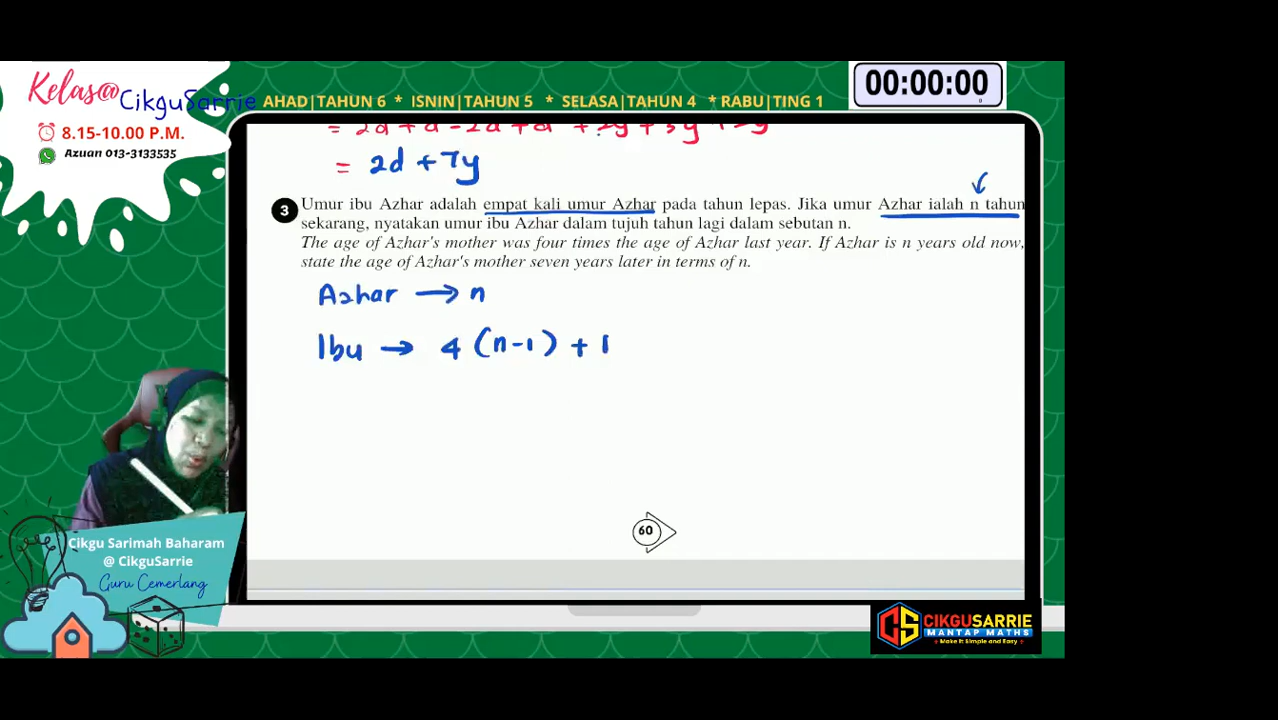 Kelas@CikguSarrie
8.15-10.00 P.M.
Azuan 013-3133535
AHAD|TAHUN 6 * ISNIN|TAHUN 5 * SELASA|TAHUN 4 * RABU|TING 1
00:00:00
= 2d + 7y
3 Umur ibu Azhar adalah empat kali umur Azhar pada tahun lepas. Jika umur Azhar ialah n tahun
sekarang, nyatakan umur ibu Azhar dalam tujuh tahun lagi dalam sebutan n.
The age of Azhar's mother was four times the age of Azhar last year. If Azhar is n years old now,
state the age of Azhar's mother seven years later in terms of n.
Azhar → n
Ibu → 4 (n-1) + 1
60
Cikgu Sarimah Baharam
@ CikguSarrie
Guru Cemerlang
CS CIKGUSARRIE
MANTAP MATHS
Make It Simple and Easy